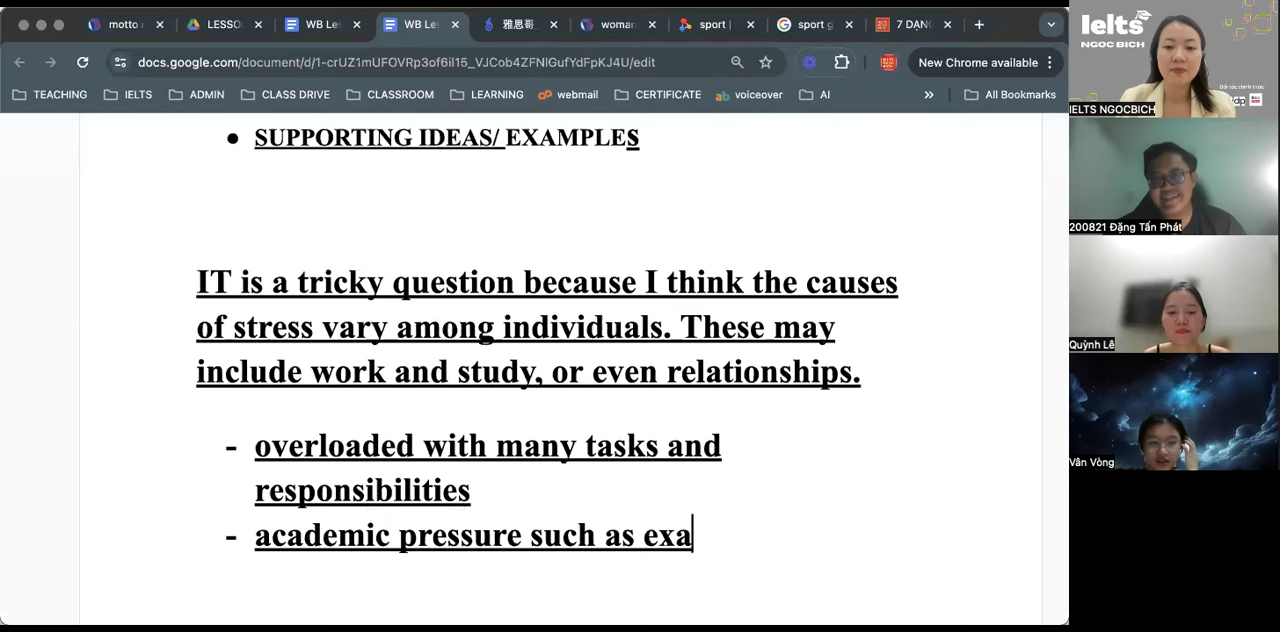 motto
LESSO
WB Le
WB Le
雅思哥
woman
sport |
sport g
7 DẠNG
docs.google.com/document/d/1-crUZ1mUFOVRp3of6il15_VJCob4ZFNlGufYdFpKJ4U/edit
New Chrome available
TEACHING
IELTS
ADMIN
CLASS DRIVE
CLASSROOM
LEARNING
webmail
CERTIFICATE
voiceover
AI
»
All Bookmarks
● SUPPORTING IDEAS/ EXAMPLES
IT is a tricky question because I think the causes
of stress vary among individuals. These may
include work and study, or even relationships.
- overloaded with many tasks and
responsibilities
- academic pressure such as exa
Ielts
NGOC BICH
IELTS NGOCBICH
200821 Đặng Tấn Phát
Quỳnh Lê
Vân Vòng